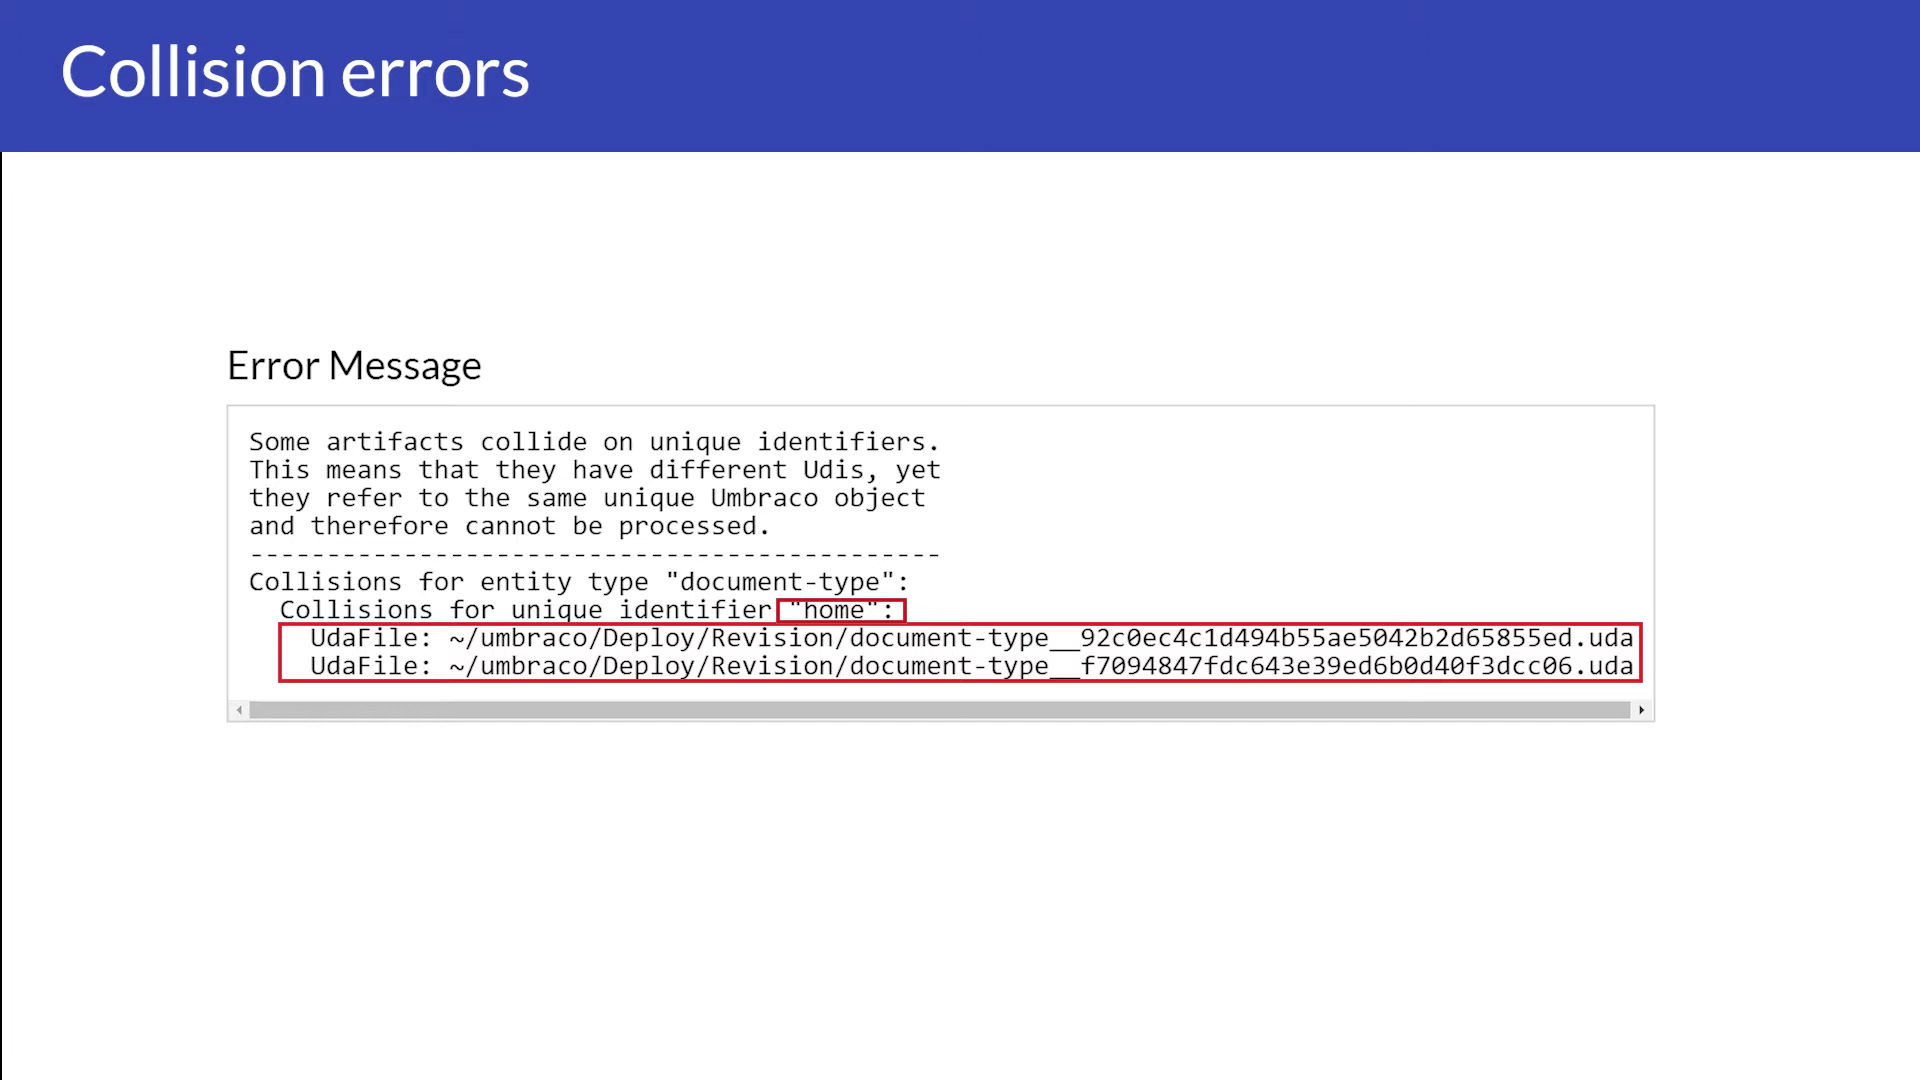 Collision errors
Error Message
Some artifacts collide on unique identifiers.
This means that they have different Udis, yet
they refer to the same unique Umbraco object
and therefore cannot be processed.
---------------------------------------------
Collisions for entity type "document-type":
Collisions for unique identifier "home":
UdaFile: ~/umbraco/Deploy/Revision/document-type__92c0ec4c1d494b55ae5042b2d65855ed.uda
UdaFile: ~/umbraco/Deploy/Revision/document-type__f7094847fdc643e39ed6b0d40f3dcc06.uda